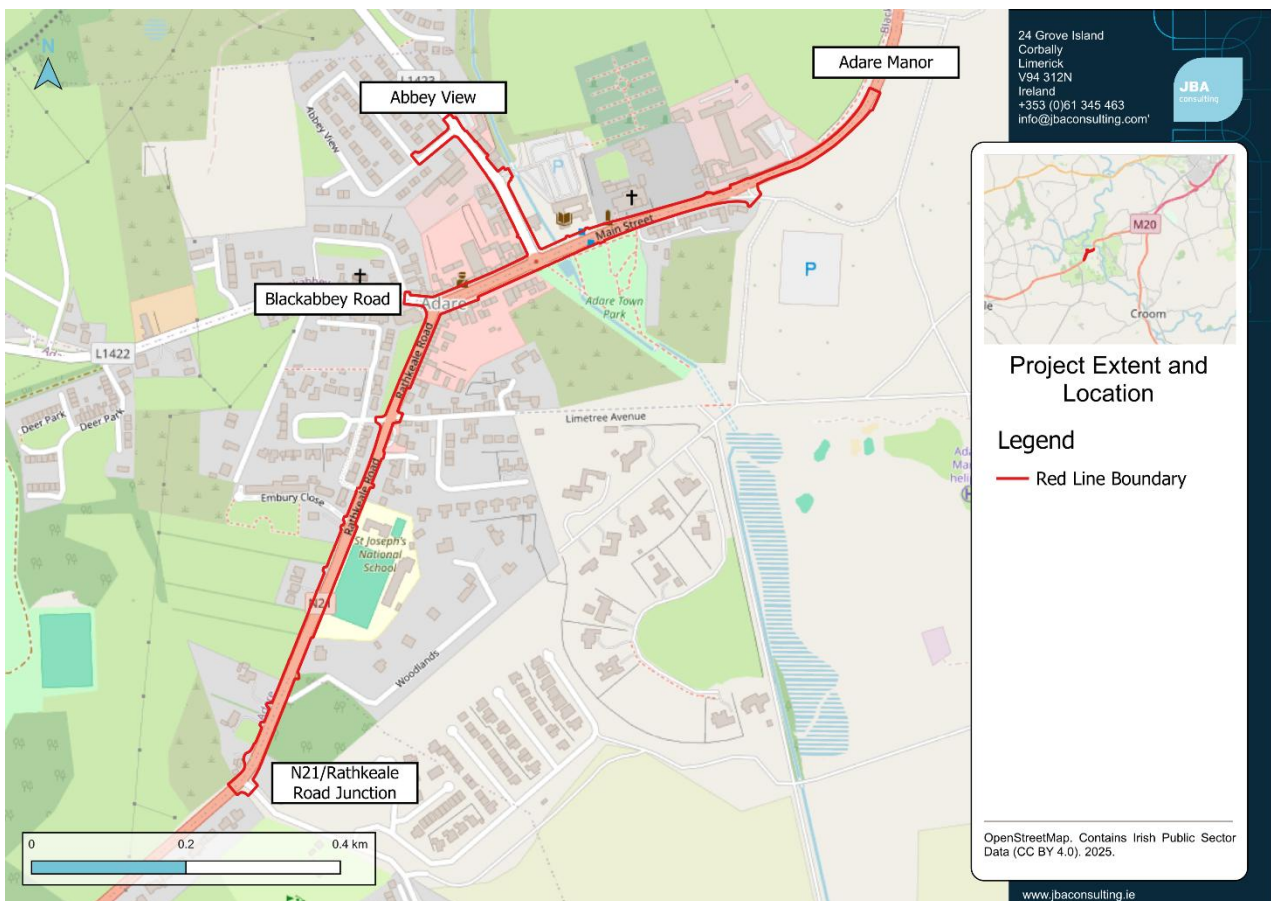 N
L1423
Abbey View
Abbey View
Adare Manor
P
Main Street
Blackabbey Road
Adare
L1422
Adare Town
Park
P
Rathkeale Road
Deer Park
Deer Park
Limetree Avenue
Rathkeale Road
Embury Close
St Joseph's
National
School
N21
Woodlands
N21/Rathkeale
Road Junction
0
0.2
0.4 km
24 Grove Island
Corbally
Limerick
V94 312N
Ireland
+353 (0)61 345 463
info@jbaconsulting.com'
JBA
consulting
M20
Croom
Project Extent and
Location
Legend
Red Line Boundary
OpenStreetMap. Contains Irish Public Sector
Data (CC BY 4.0). 2025.
www.jbaconsulting.ie